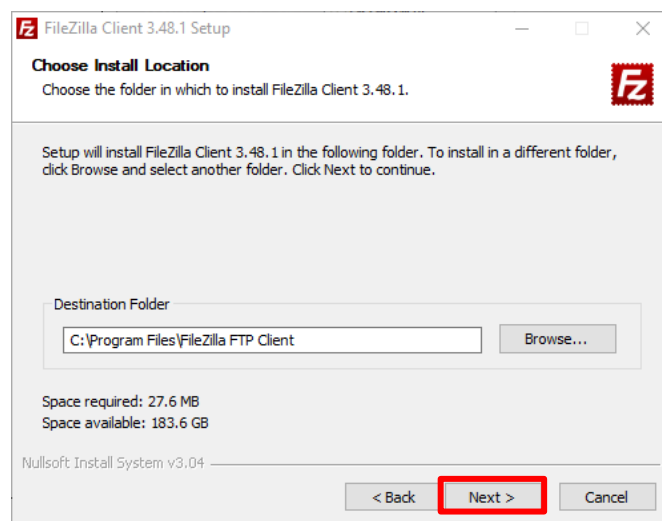 FileZilla Client 3.48.1 Setup
Choose Install Location
Choose the folder in which to install FileZilla Client 3.48.1.
Fz
Setup will install FileZilla Client 3.48.1 in the following folder. To install in a different folder,
click Browse and select another folder. Click Next to continue.
Destination Folder
C:\Program Files\FileZilla FTP Client
Browse...
Space required: 27.6 MB
Space available: 183.6 GB
Nullsoft Install System v3.04
< Back Next > Cancel